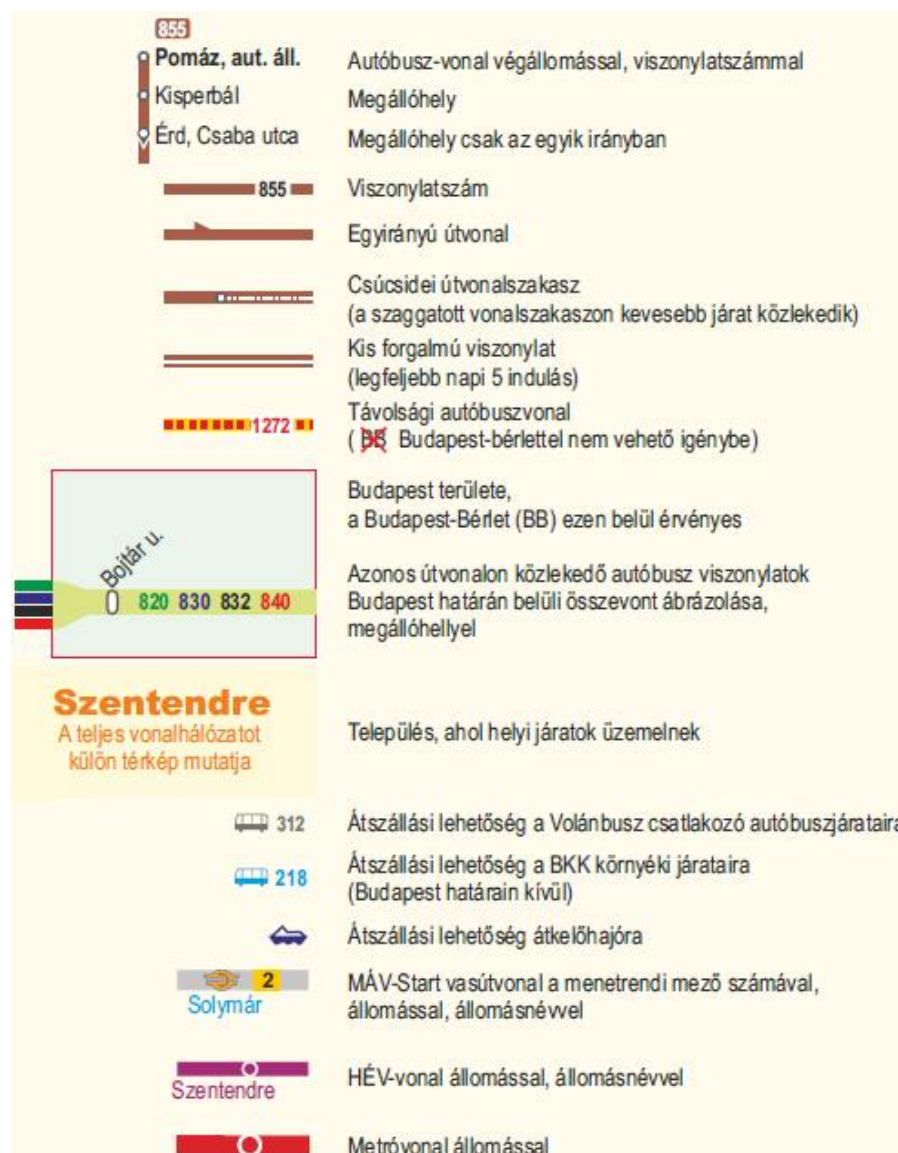 855
Pomáz, aut. áll.
Autóbusz-vonal végállomással, viszonylatszámmal
Kisperbál
Megállóhely
Érd, Csaba utca
Megállóhely csak az egyik irányban
855
Viszonylatszám
Egyirányú útvonal
Csúcsidei útvonalszakasz
(a szaggatott vonalszakaszon kevesebb járat közlekedik)
Kis forgalmú viszonylat
(legfeljebb napi 5 indulás)
1272
Távolsági autóbuszvonal
( BB Budapest-bérlettel nem vehető igénybe)
Budapest területe,
a Budapest-Bérlet (BB) ezen belül érvényes
Bojtár u.
820 830 832 840
Azonos útvonalon közlekedő autóbusz viszonylatok
Budapest határán belüli összevont ábrázolása,
megállóhellyel
Szentendre
A teljes vonalhálózatot
külön térkép mutatja
Település, ahol helyi járatok üzemelnek
312
Átszállási lehetőség a Volánbusz csatlakozó autóbuszjárataira
218
Átszállási lehetőség a BKK környéki járataira
(Budapest határain kívül)
Átszállási lehetőség átkelőhajóra
2
Solymár
MÁV-Start vasútvonal a menetrendi mező számával,
állomással, állomásnévvel
Szentendre
HÉV-vonal állomással, állomásnévvel
Metróvonal állomással